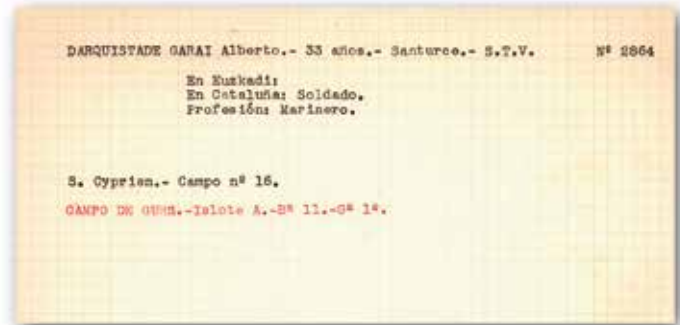 DARQUISTADE GARAI Alberto.- 33 años.- Santurce.- S.T.V. Nº 2864
En Euzkadi:
En Cataluña: Soldado.
Profesión: Marinero.
S. Cyprien.- Campo nº 16.
CAMPO DE GURS.-Islote A.-Bª 11.-Gª 1ª.